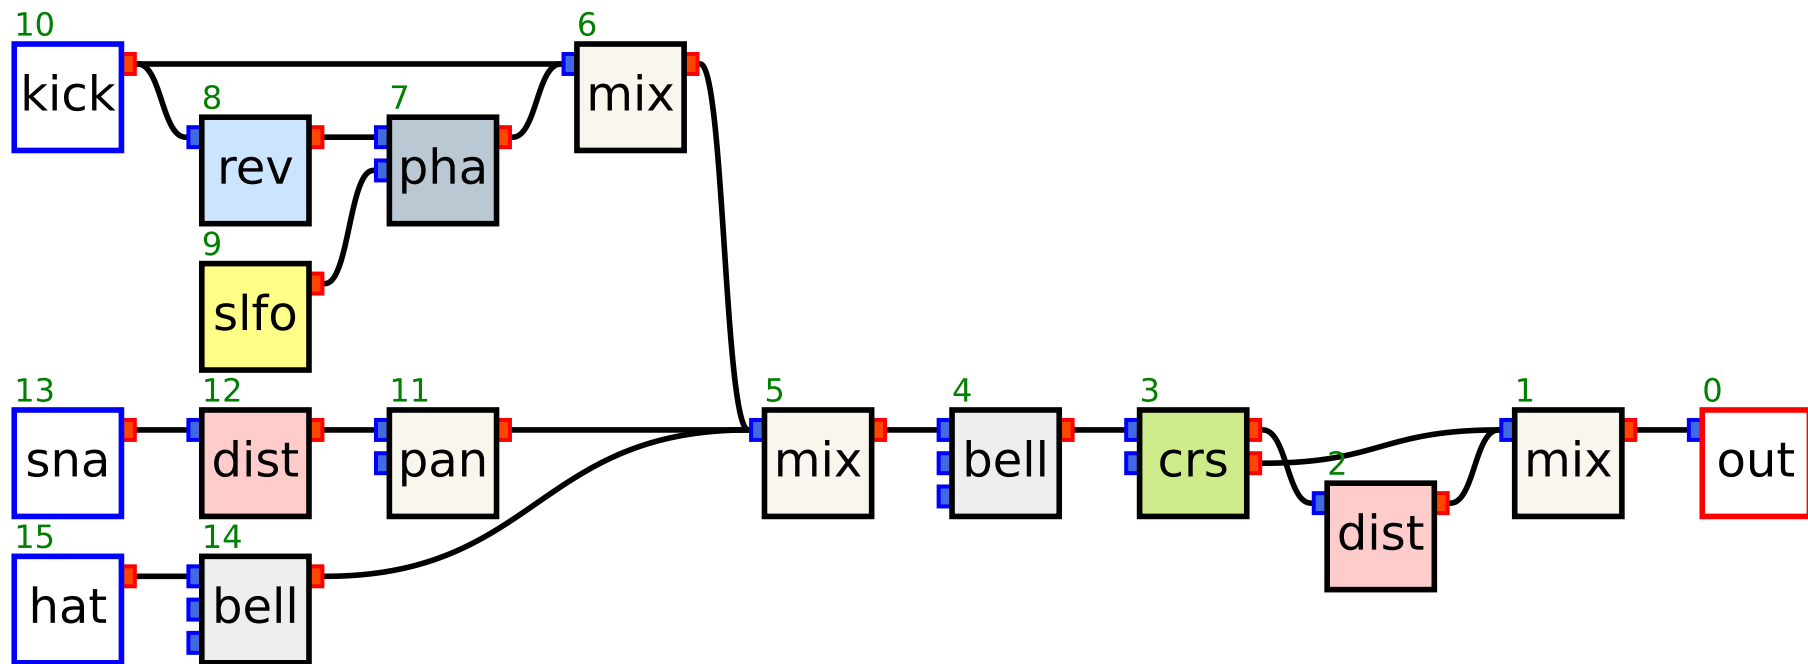 10
kick
6
mix
8
rev
7
pha
9
slfo
13
sna
12
dist
11
pan
5
mix
4
bell
3
crs
2
dist
1
mix
0
out
15
hat
14
bell